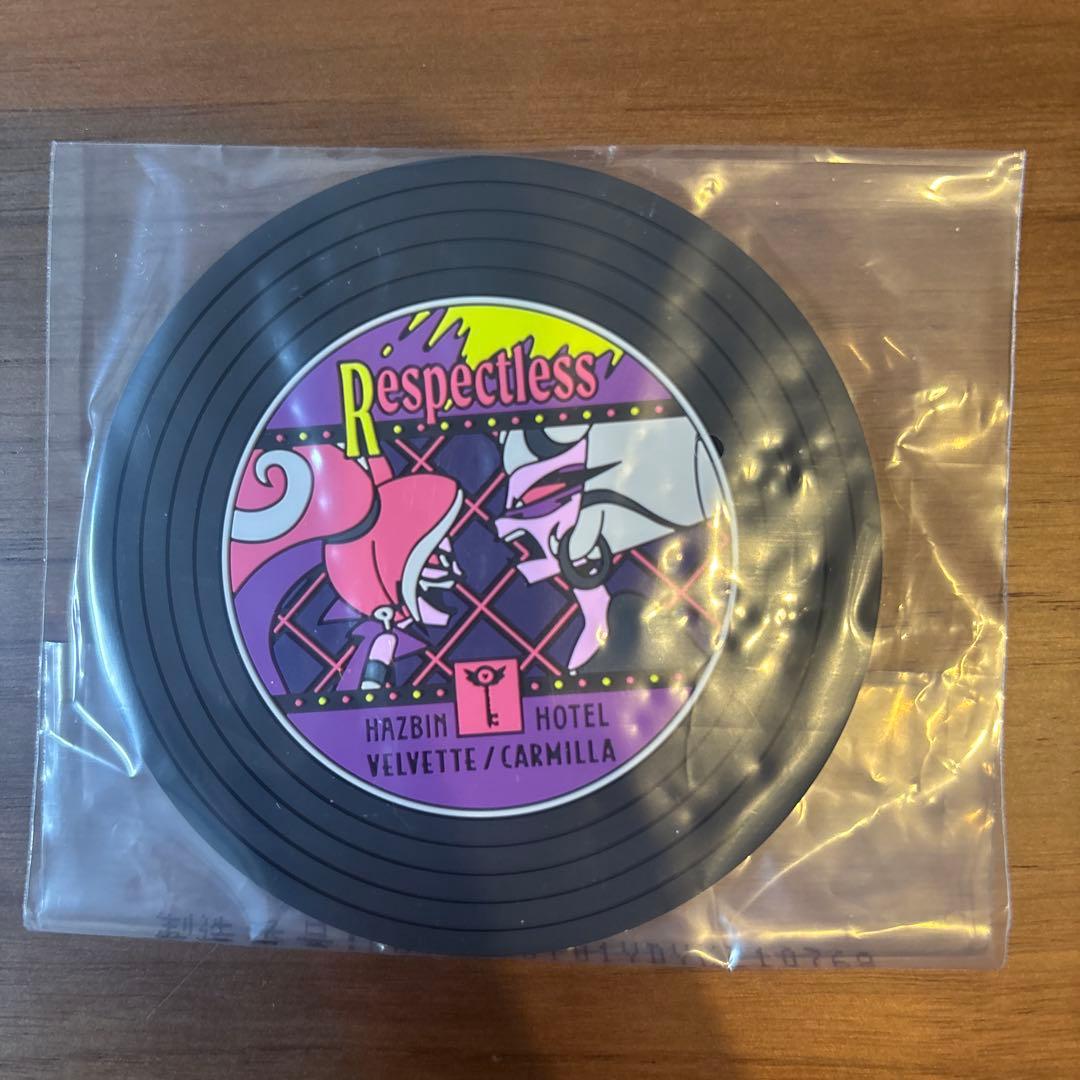 Respectless
HAZBIN HOTEL
VELVETTE / CARMILLA